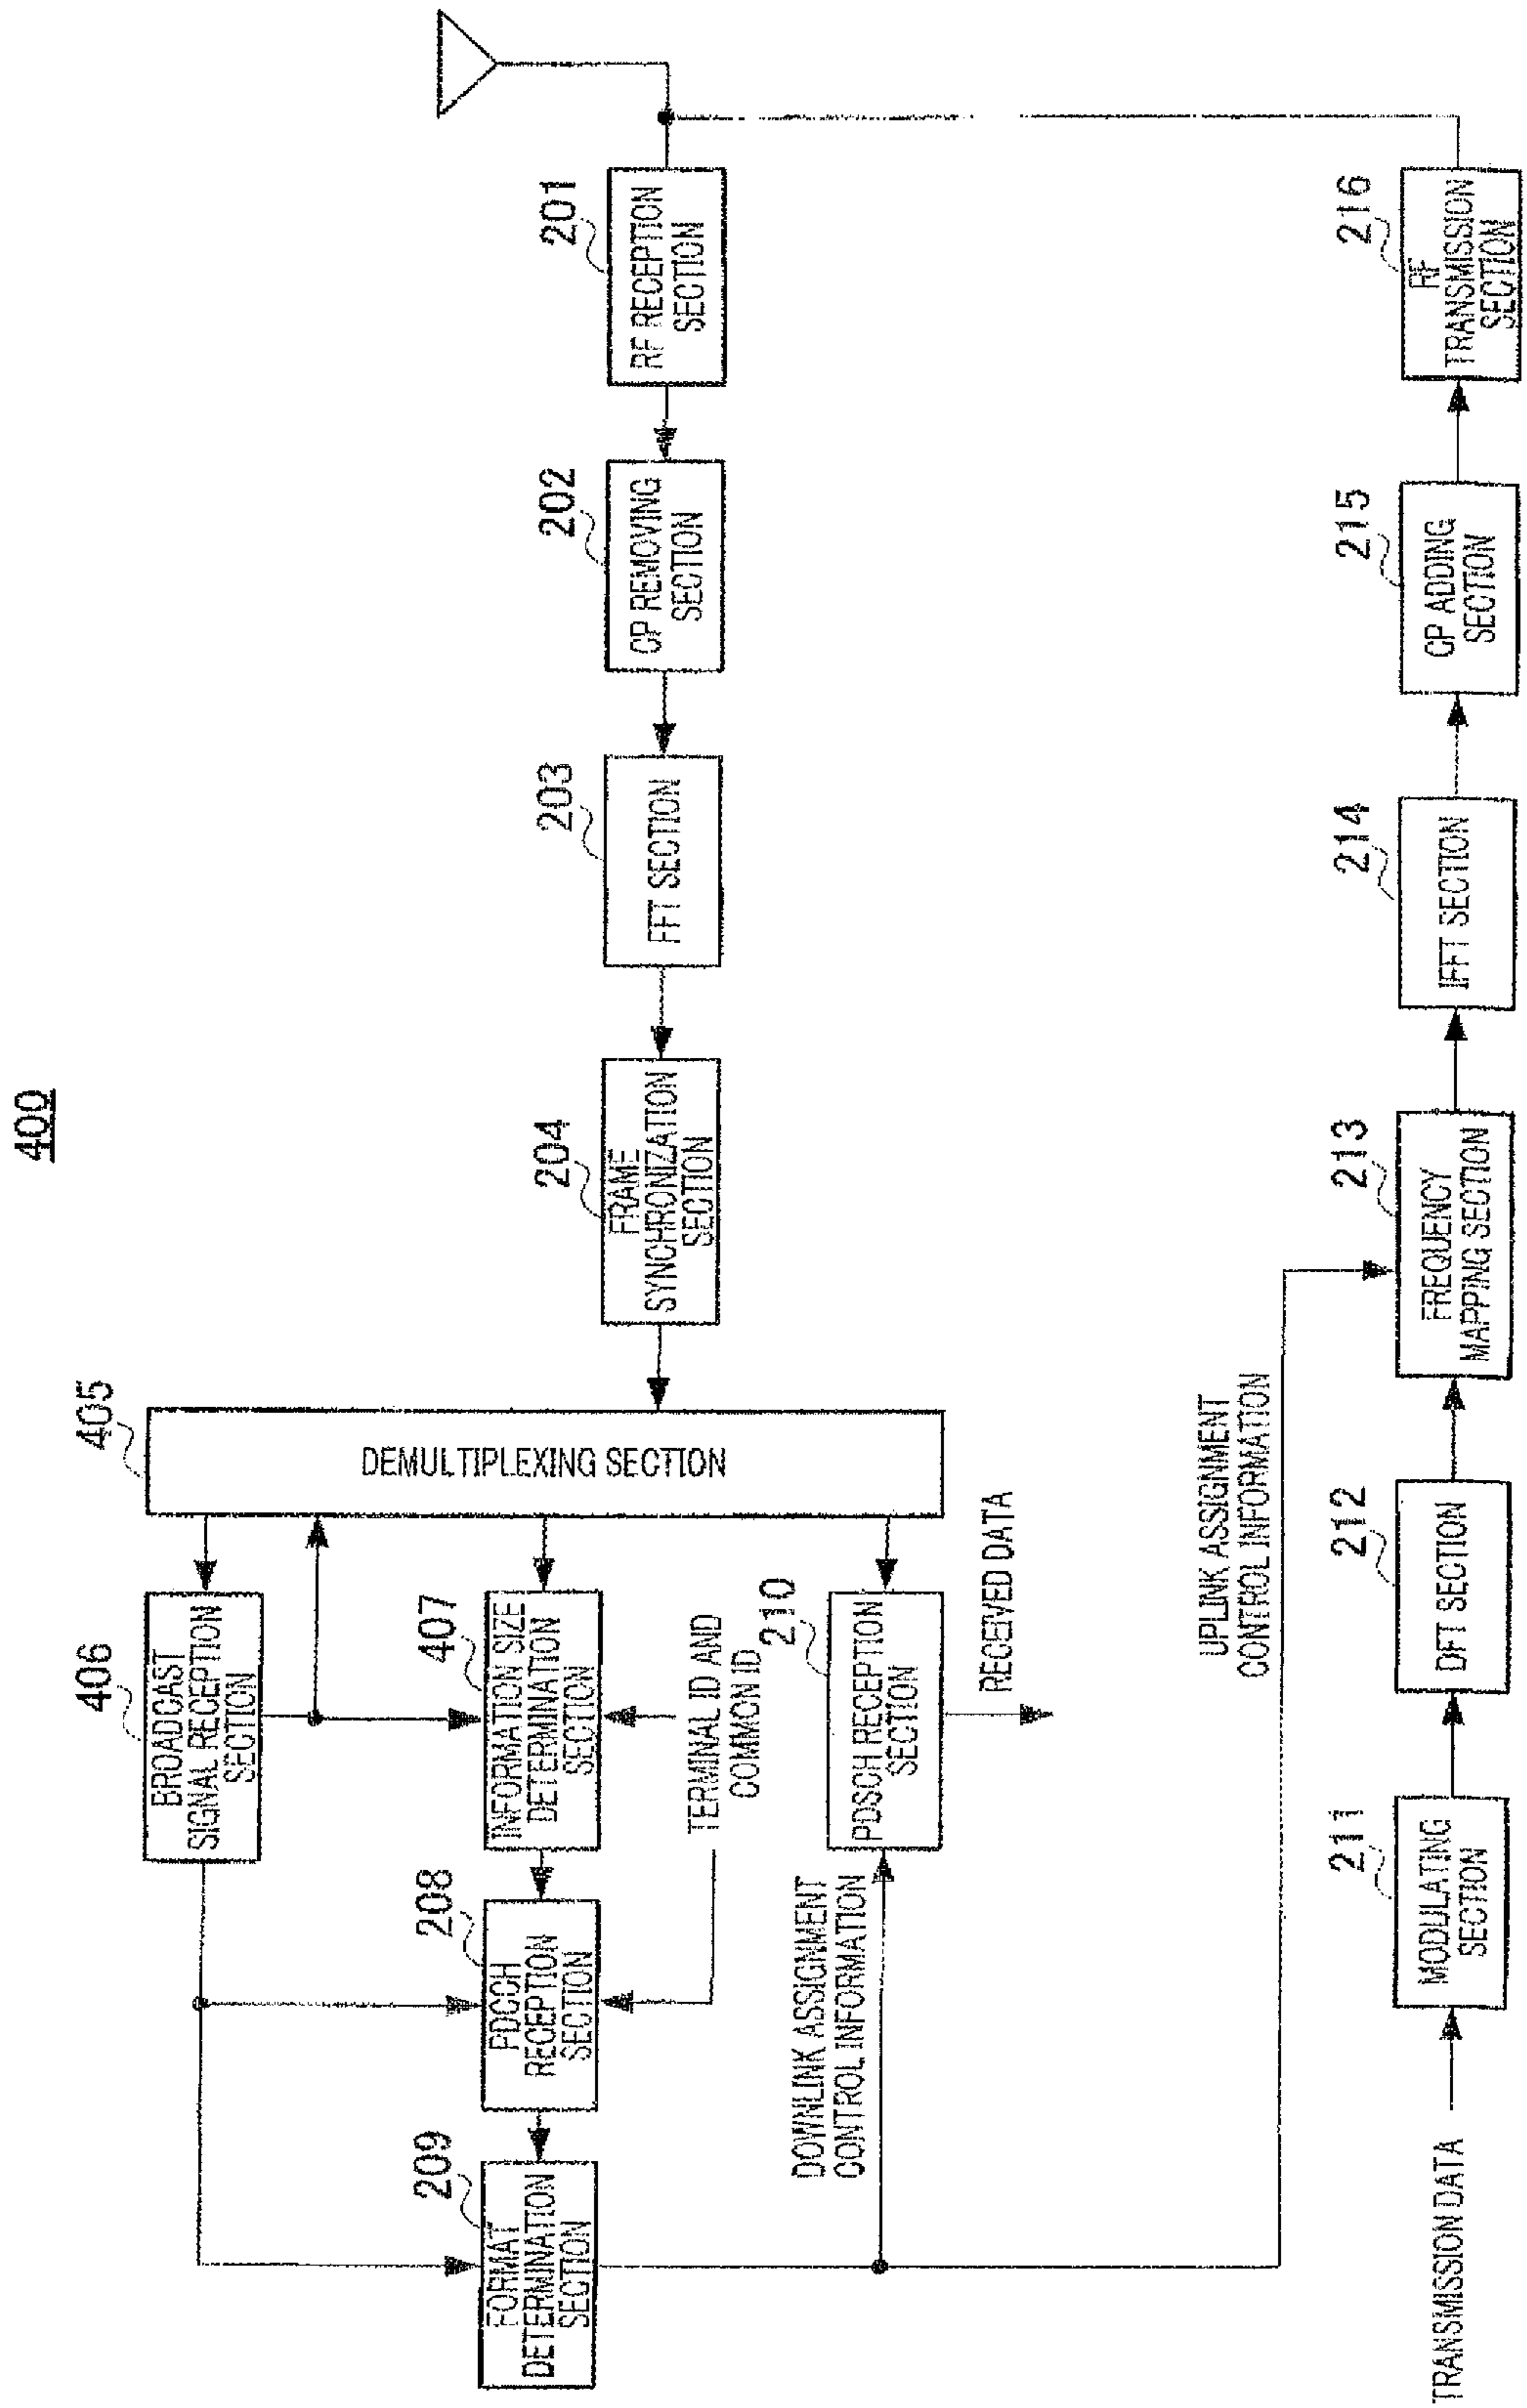 400
201
RF RECEPTION
SECTION
202
CP REMOVING
SECTION
203
FFT SECTION
204
FRAME
SYNCHRONIZATION
SECTION
405
DEMULTIPLEXING SECTION
406
BROADCAST
SIGNAL RECEPTION
SECTION
407
INFORMATION SIZE
DETERMINATION
SECTION
208
PDCCH
RECEPTION
SECTION
209
FORMAT
DETERMINATION
SECTION
TERMINAL ID AND
COMMON ID
210
PDSCH RECEPTION
SECTION
RECEIVED DATA
DOWNLINK ASSIGNMENT
CONTROL INFORMATION
UPLINK ASSIGNMENT
CONTROL INFORMATION
TRANSMISSION DATA
211
MODULATING
SECTION
212
DFT SECTION
213
FREQUENCY
MAPPING SECTION
214
IFFT SECTION
215
CP ADDING
SECTION
216
RF
TRANSMISSION
SECTION